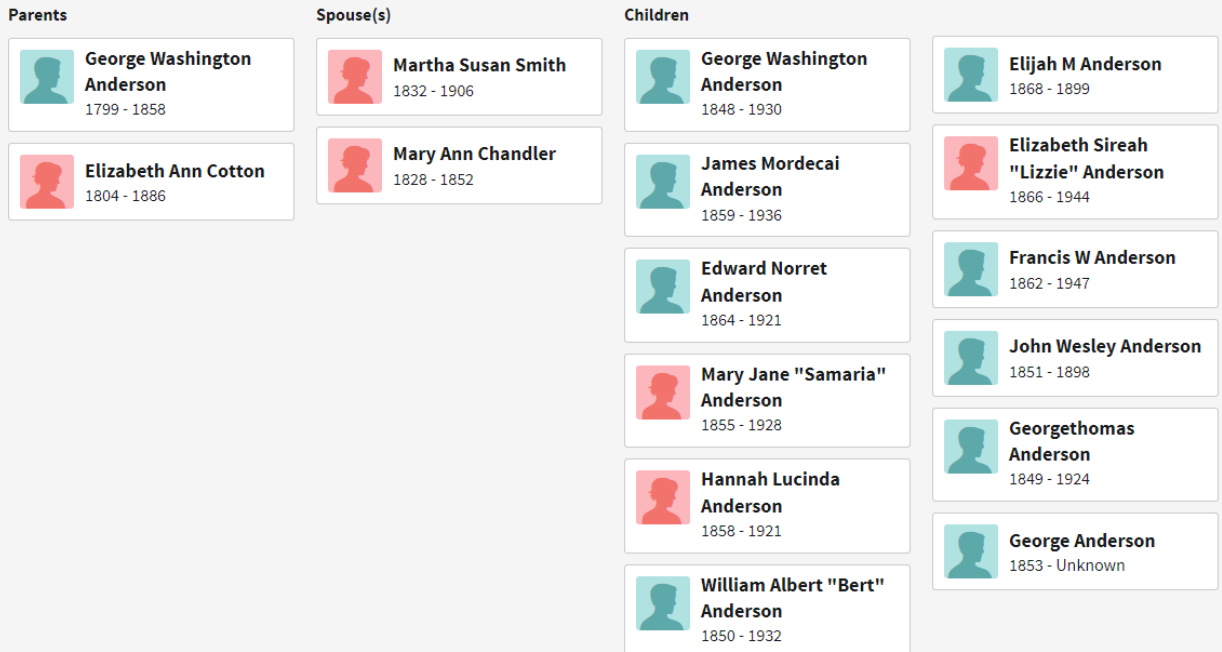 Parents
George Washington
Anderson
1799 - 1858
Elizabeth Ann Cotton
1804 - 1886
Spouse(s)
Martha Susan Smith
1832 - 1906
Mary Ann Chandler
1828 - 1852
Children
George Washington
Anderson
1848 - 1930
James Mordecai
Anderson
1859 - 1936
Edward Norret
Anderson
1864 - 1921
Mary Jane "Samaria"
Anderson
1855 - 1928
Hannah Lucinda
Anderson
1858 - 1921
William Albert "Bert"
Anderson
1850 - 1932
Elijah M Anderson
1868 - 1899
Elizabeth Sireah
"Lizzie" Anderson
1866 - 1944
Francis W Anderson
1862 - 1947
John Wesley Anderson
1851 - 1898
Georgethomas
Anderson
1849 - 1924
George Anderson
1853 - Unknown